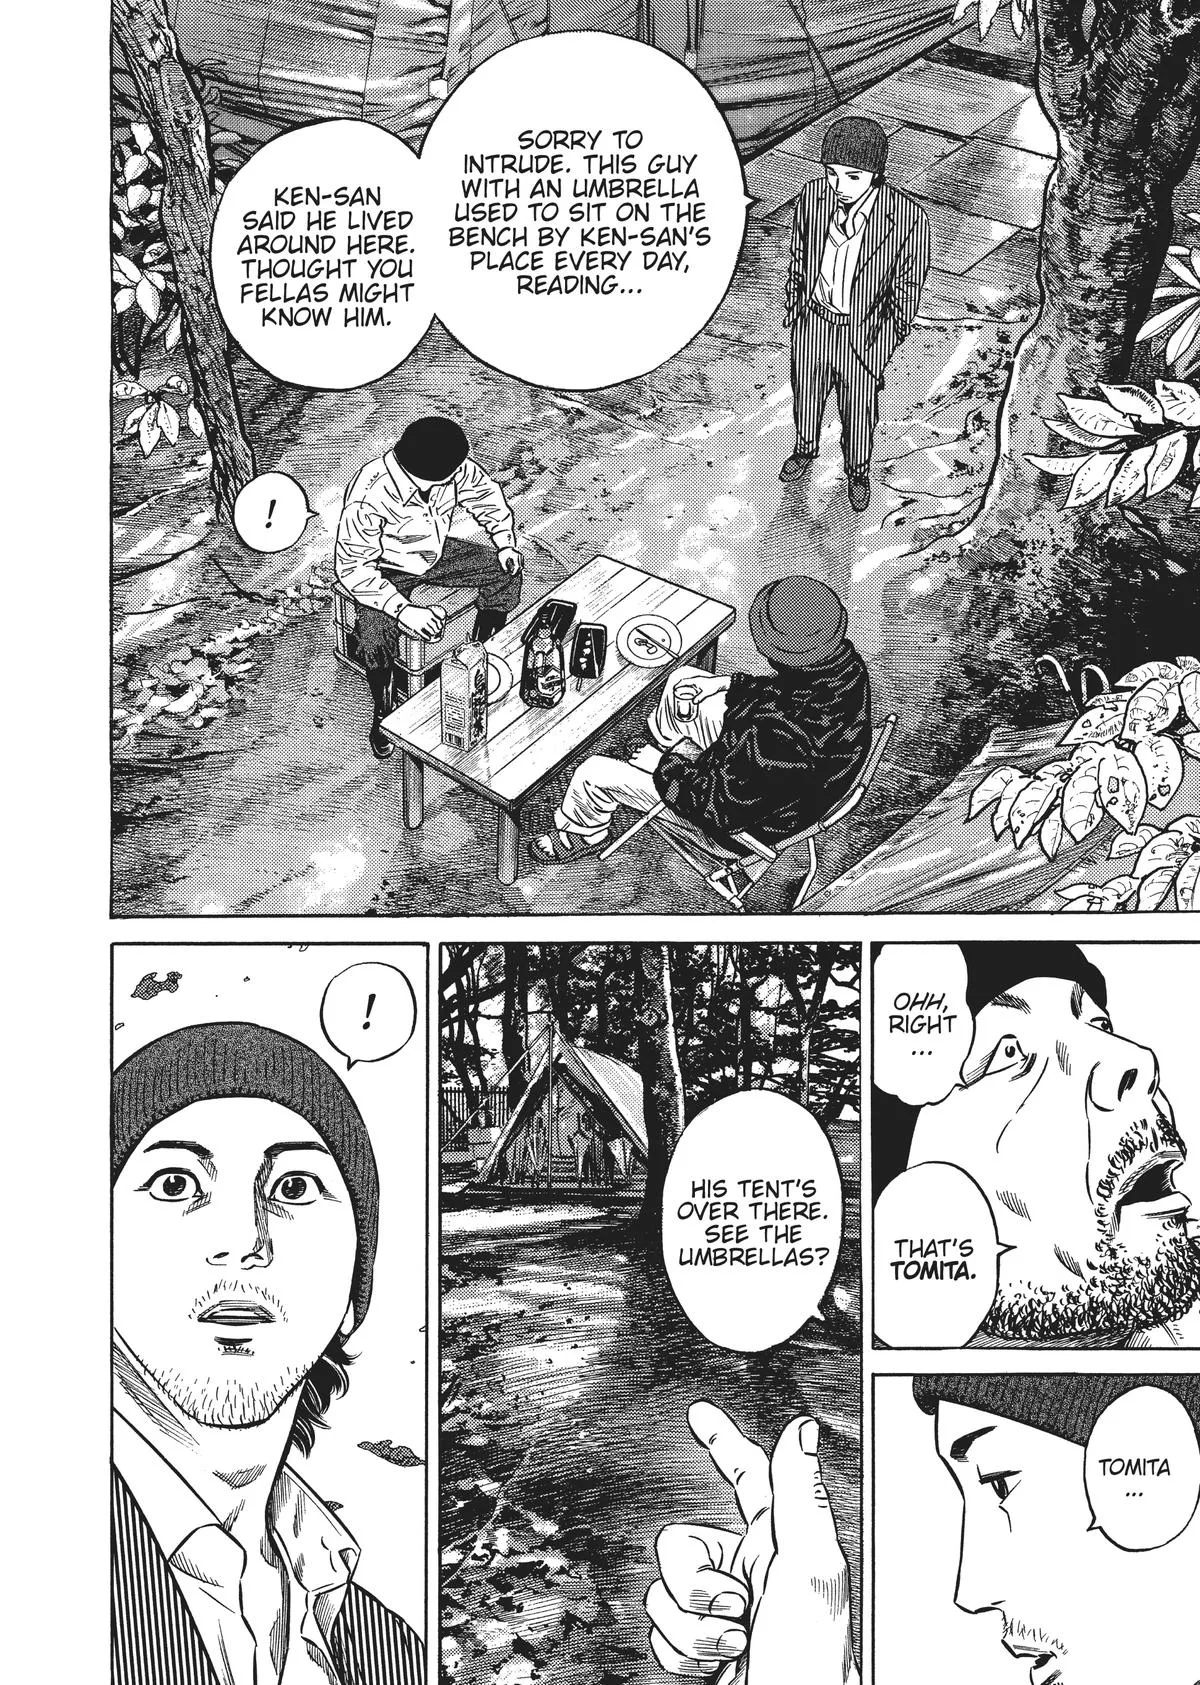 SORRY TO
INTRUDE. THIS GUY
WITH AN UMBRELLA
USED TO SIT ON THE
BENCH BY KEN-SAN'S
PLACE EVERY DAY,
READING...
KEN-SAN
SAID HE LIVED
AROUND HERE.
THOUGHT YOU
FELLAS MIGHT
KNOW HIM.
!
OHH,
RIGHT
...
THAT'S
TOMITA.
TOMITA
...
HIS TENT'S
OVER THERE.
SEE THE
UMBRELLAS?
!